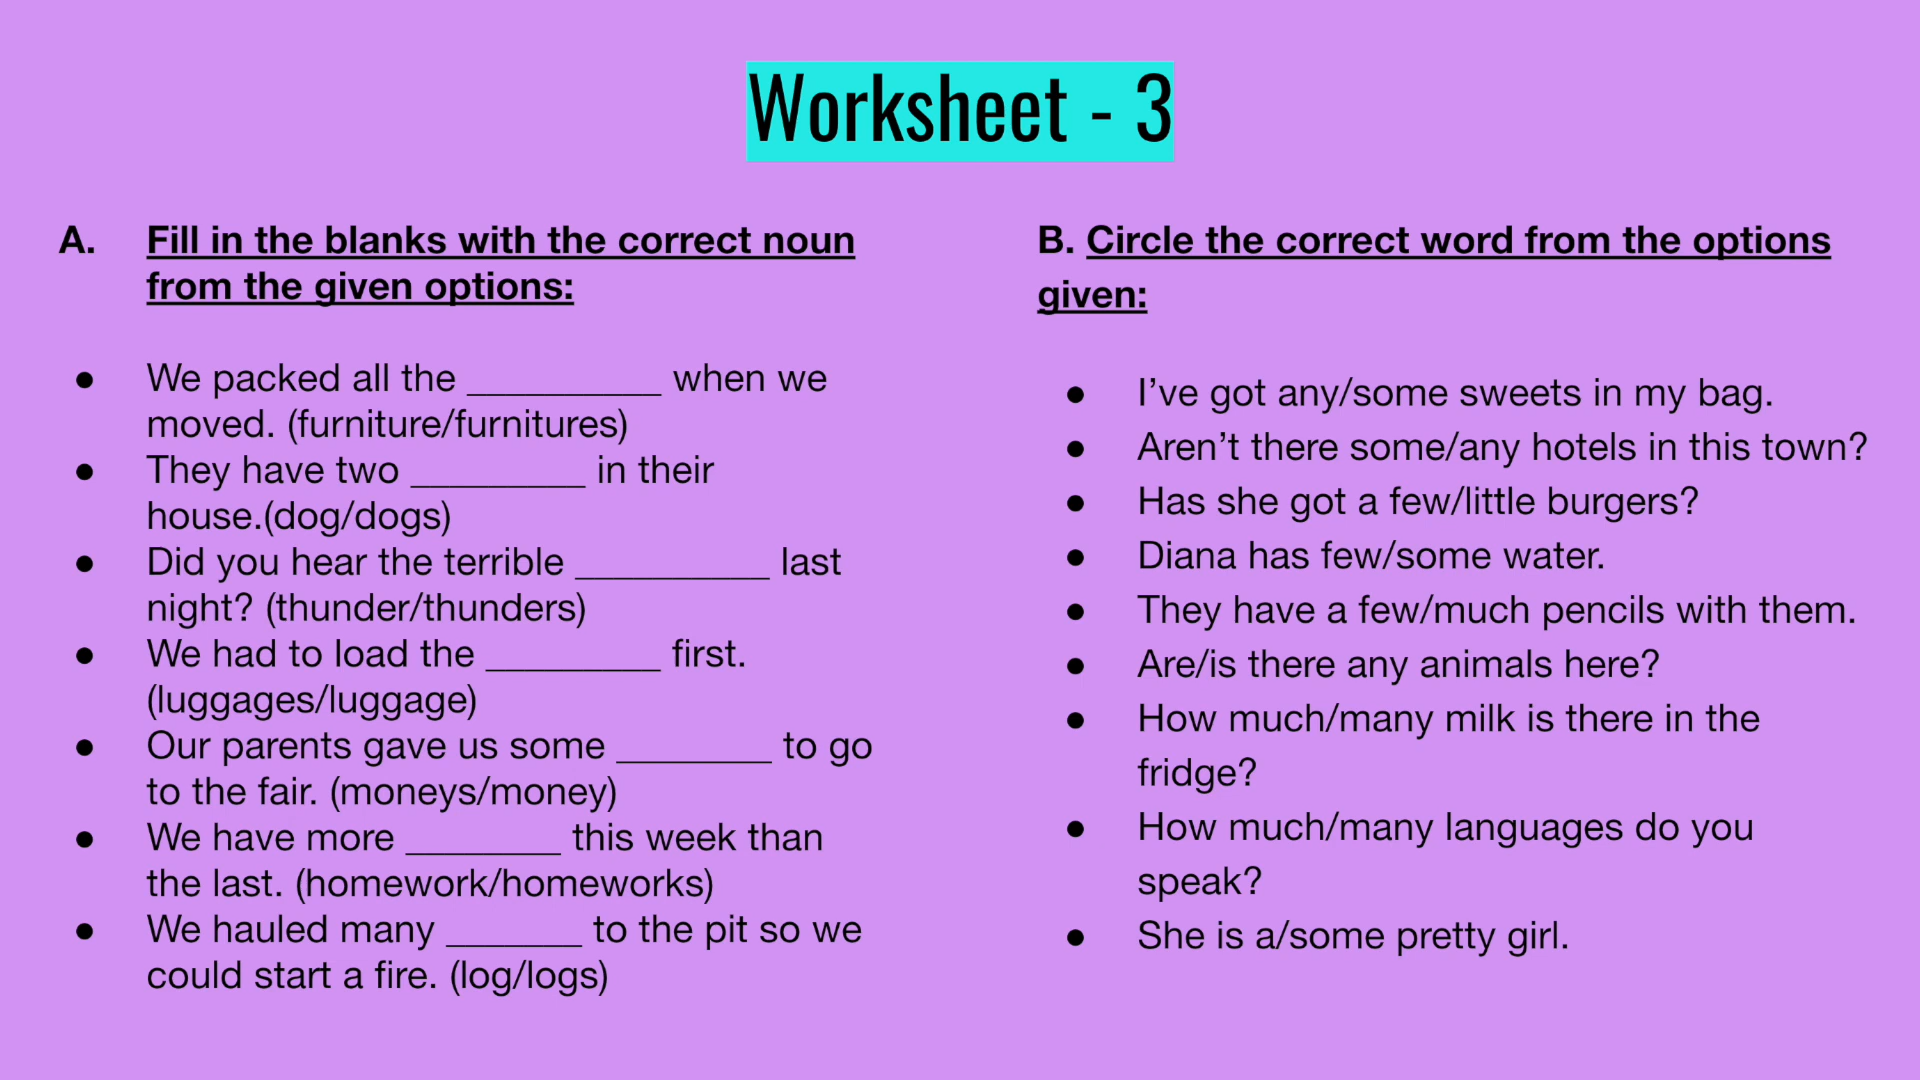 Worksheet - 3
A. Fill in the blanks with the correct noun
from the given options:
● We packed all the __________ when we
moved. (furniture/furnitures)
● They have two _________ in their
house.(dog/dogs)
● Did you hear the terrible __________ last
night? (thunder/thunders)
● We had to load the _________ first.
(luggages/luggage)
● Our parents gave us some ________ to go
to the fair. (moneys/money)
● We have more ________ this week than
the last. (homework/homeworks)
● We hauled many _______ to the pit so we
could start a fire. (log/logs)
B. Circle the correct word from the options
given:
● I’ve got any/some sweets in my bag.
● Aren’t there some/any hotels in this town?
● Has she got a few/little burgers?
● Diana has few/some water.
● They have a few/much pencils with them.
● Are/is there any animals here?
● How much/many milk is there in the
fridge?
● How much/many languages do you
speak?
● She is a/some pretty girl.